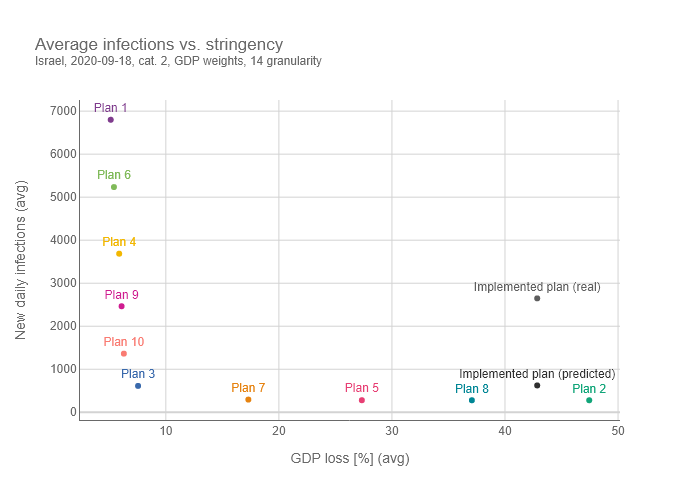 Average infections vs. stringency
Israel, 2020-09-18, cat. 2, GDP weights, 14 granularity
7000
6000
5000
4000
3000
2000
1000
0
New daily infections (avg)
Plan 1
Plan 6
Plan 4
Plan 9
Implemented plan (real)
Plan 10
Plan 3
Implemented plan (predicted)
Plan 7
Plan 5
Plan 8
Plan 2
10
20
30
40
50
GDP loss [%] (avg)